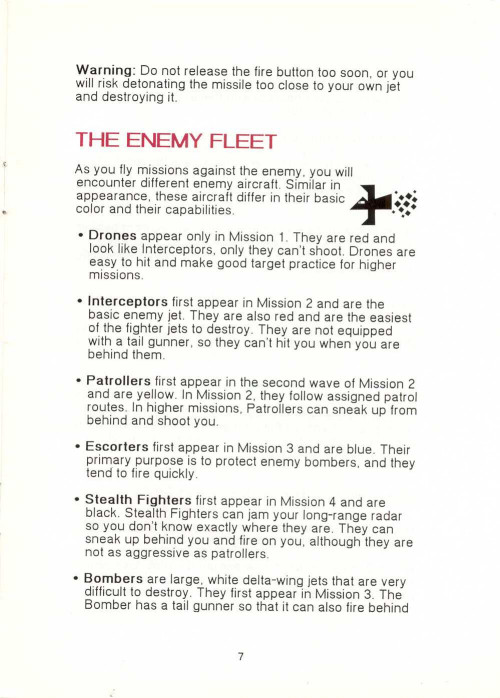 Warning: Do not release the fire button too soon, or you
will risk detonating the missile too close to your own jet
and destroying it.
THE ENEMY FLEET
As you fly missions against the enemy, you will
encounter different enemy aircraft. Similar in
appearance, these aircraft differ in their basic
color and their capabilities.
• Drones appear only in Mission 1. They are red and
look like Interceptors, only they can't shoot. Drones are
easy to hit and make good target practice for higher
missions.
• Interceptors first appear in Mission 2 and are the
basic enemy jet. They are also red and are the easiest
of the fighter jets to destroy. They are not equipped
with a tail gunner, so they can't hit you when you are
behind them.
• Patrollers first appear in the second wave of Mission 2
and are yellow. In Mission 2, they follow assigned patrol
routes. In higher missions, Patrollers can sneak up from
behind and shoot you.
• Escorters first appear in Mission 3 and are blue. Their
primary purpose is to protect enemy bombers, and they
tend to fire quickly.
• Stealth Fighters first appear in Mission 4 and are
black. Stealth Fighters can jam your long-range radar
so you don't know exactly where they are. They can
sneak up behind you and fire on you, although they are
not as aggressive as patrollers.
• Bombers are large, white delta-wing jets that are very
difficult to destroy. They first appear in Mission 3. The
Bomber has a tail gunner so that it can also fire behind
7